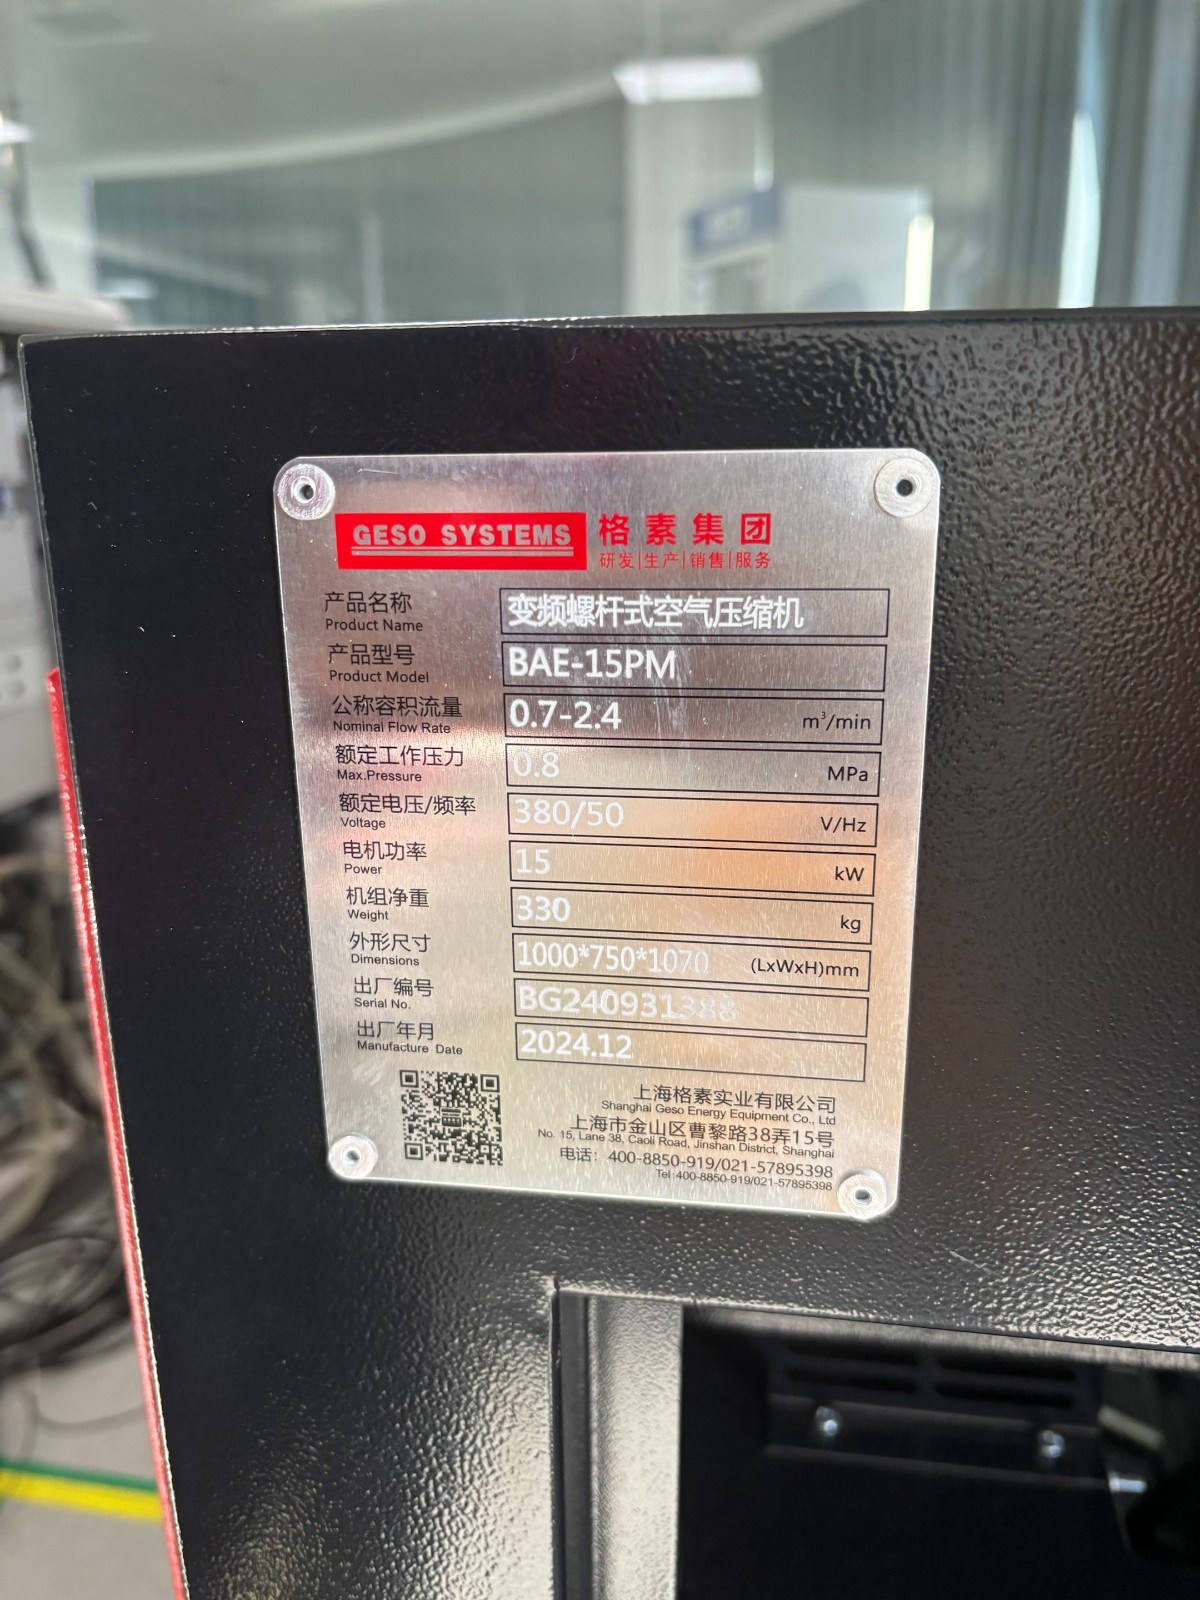 GESO SYSTEMS 格素集团
研发|生产|销售|服务
产品名称 变频螺杆式空气压缩机
Product Name
产品型号 BAE-15PM
Product Model
公称容积流量 0.7-2.4 m³/min
Nominal Flow Rate
额定工作压力 0.8 MPa
Max.Pressure
额定电压/频率 380/50 V/Hz
Voltage
电机功率 15 kW
Power
机组净重 330 kg
Weight
外形尺寸 1000*750*1070 (LxWxH)mm
Dimensions
出厂编号 BG240931388
Serial No.
出厂年月 2024.12
Manufacture Date
上海格素实业有限公司
Shanghai Geso Energy Equipment Co., Ltd
上海市金山区曹黎路38弄15号
No. 15, Lane 38, Caoli Road, Jinshan District, Shanghai
电话：400-8850-919/021-57895398
Tel:400-8850-919/021-57895398